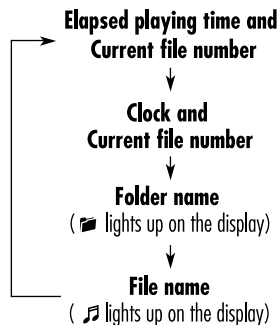 Elapsed playing time and
Current file number
Clock and
Current file number
Folder name
( lights up on the display)
File name
( lights up on the display)